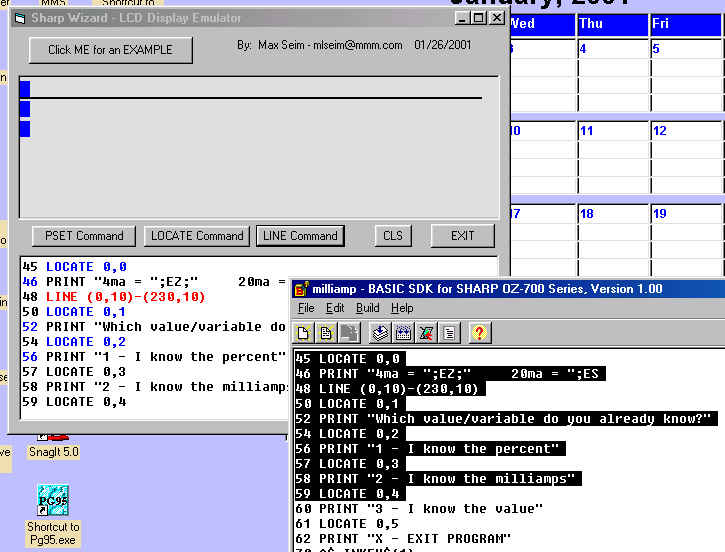 MMS
Shortcut to
January, 2001
Sharp Wizard - LCD Display Emulator
Click ME for an EXAMPLE
By: Max Seim - mlseim@mmm.com 01/26/2001
Wed Thu Fri
3 4 5
10 11 12
17 18 19
PSET Command
LOCATE Command
LINE Command
CLS
EXIT
45 LOCATE 0,0
46 PRINT "4ma = ";EZ;" 20ma =
48 LINE (0,10)-(230,10)
50 LOCATE 0,1
52 PRINT "Which value/variable do
54 LOCATE 0,2
56 PRINT "1 - I know the percent"
57 LOCATE 0,3
58 PRINT "2 - I know the milliamps
59 LOCATE 0,4
milliamp - BASIC SDK for SHARP OZ-700 Series, Version 1.00
File Edit Build Help
45 LOCATE 0,0
46 PRINT "4ma = ";EZ;" 20ma = ";ES
48 LINE (0,10)-(230,10)
50 LOCATE 0,1
52 PRINT "Which value/variable do you already know?"
54 LOCATE 0,2
56 PRINT "1 - I know the percent"
57 LOCATE 0,3
58 PRINT "2 - I know the milliamps"
59 LOCATE 0,4
60 PRINT "3 - I know the value"
61 LOCATE 0,5
62 PRINT "X - EXIT PROGRAM"
SnagIt 5.0
PG95
Shortcut to
Pg95.exe